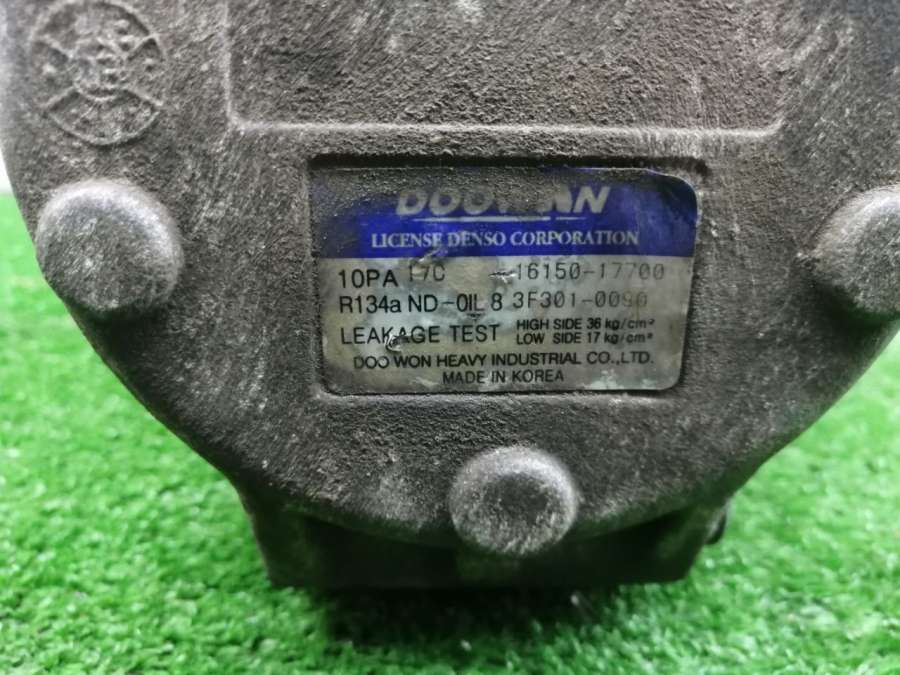 DOOWON
LICENSE DENSO CORPORATION
10PA 17C 16150-17700
R134a ND-OIL 8 3F301-0090
LEAKAGE TEST HIGH SIDE 36 kg/cm²
LOW SIDE 17 kg/cm²
DOO WON HEAVY INDUSTRIAL CO.,LTD.
MADE IN KOREA